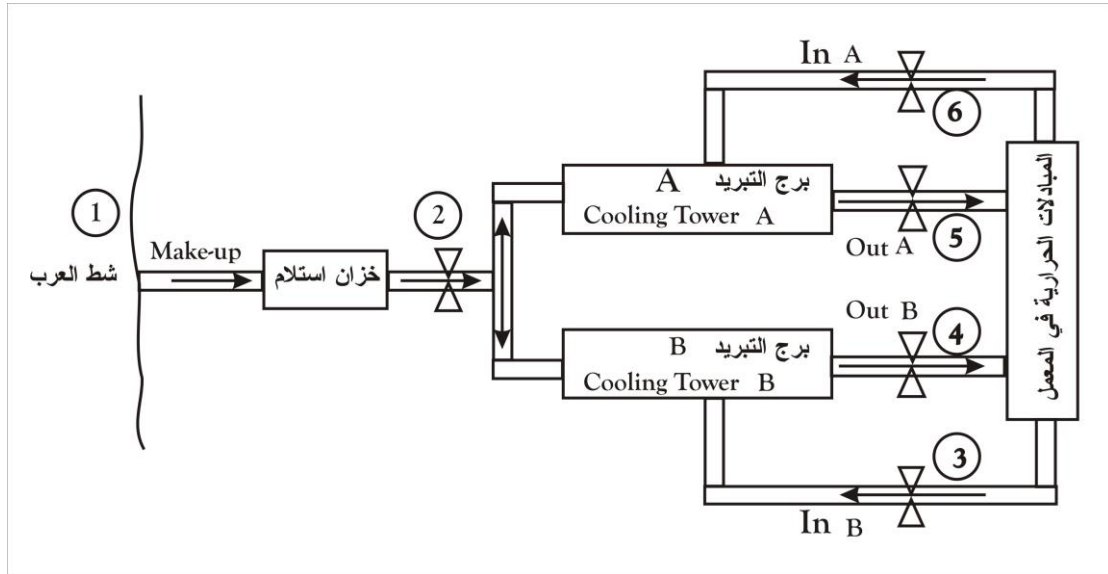 In A
6
1
2
Make-up
شط العرب
خزان استلام
برج التبريد A
Cooling Tower A
5
Out A
المبادلات الحرارية في المعمل
Out B
4
برج التبريد B
Cooling Tower B
3
In B